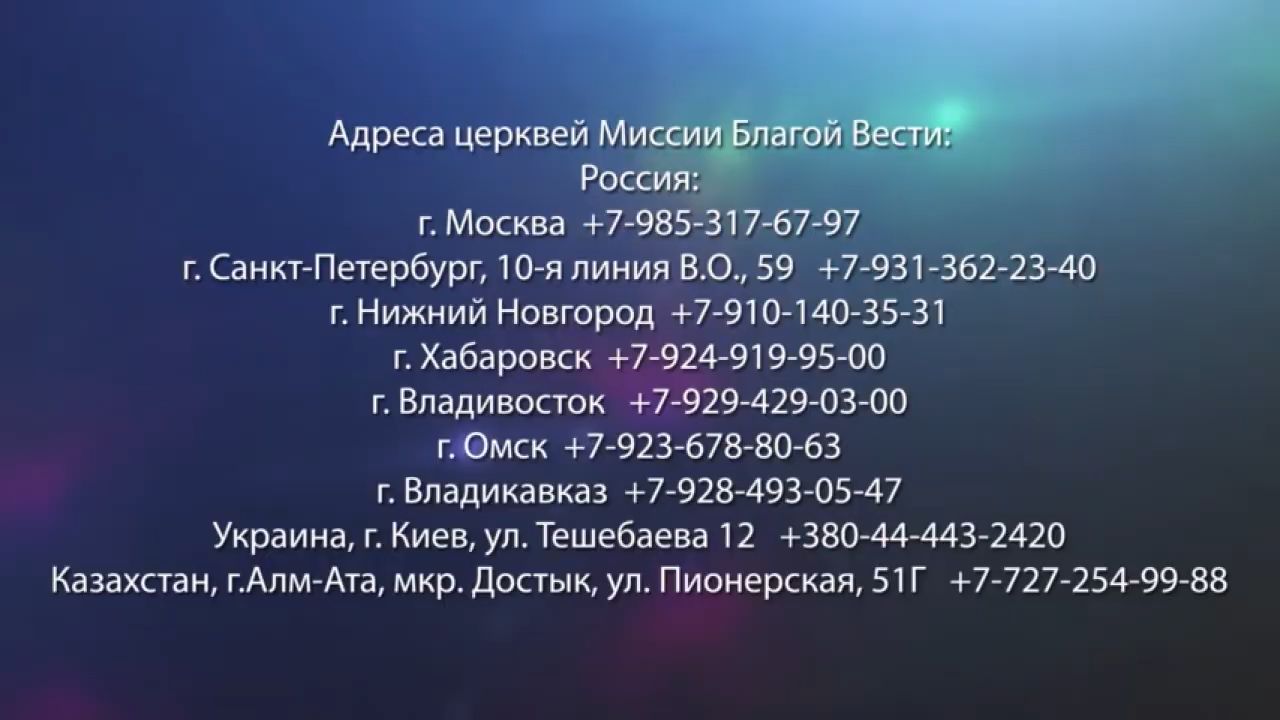 Адреса церквей Миссии Благой Вести:
Россия:
г. Москва +7-985-317-67-97
г. Санкт-Петербург, 10-я линия В.О., 59 +7-931-362-23-40
г. Нижний Новгород +7-910-140-35-31
г. Хабаровск +7-924-919-95-00
г. Владивосток +7-929-429-03-00
г. Омск +7-923-678-80-63
г. Владикавказ +7-928-493-05-47
Украина, г. Киев, ул. Тешебаева 12 +380-44-443-2420
Казахстан, г.Алм-Ата, мкр. Достык, ул. Пионерская, 51Г +7-727-254-99-88